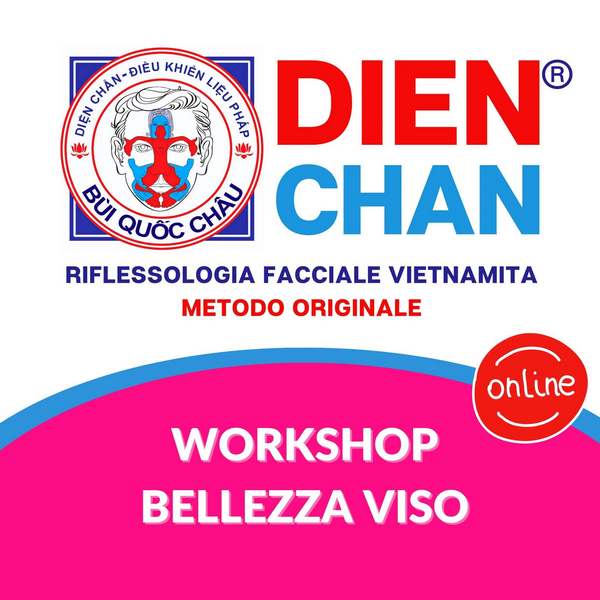 DIỆN CHẨN-ĐIỀU KHIỂN LIỆU PHÁP
BÙI QUỐC CHÂU
DIEN®
CHAN
RIFLESSOLOGIA FACCIALE VIETNAMITA
METODO ORIGINALE
online
WORKSHOP
BELLEZZA VISO